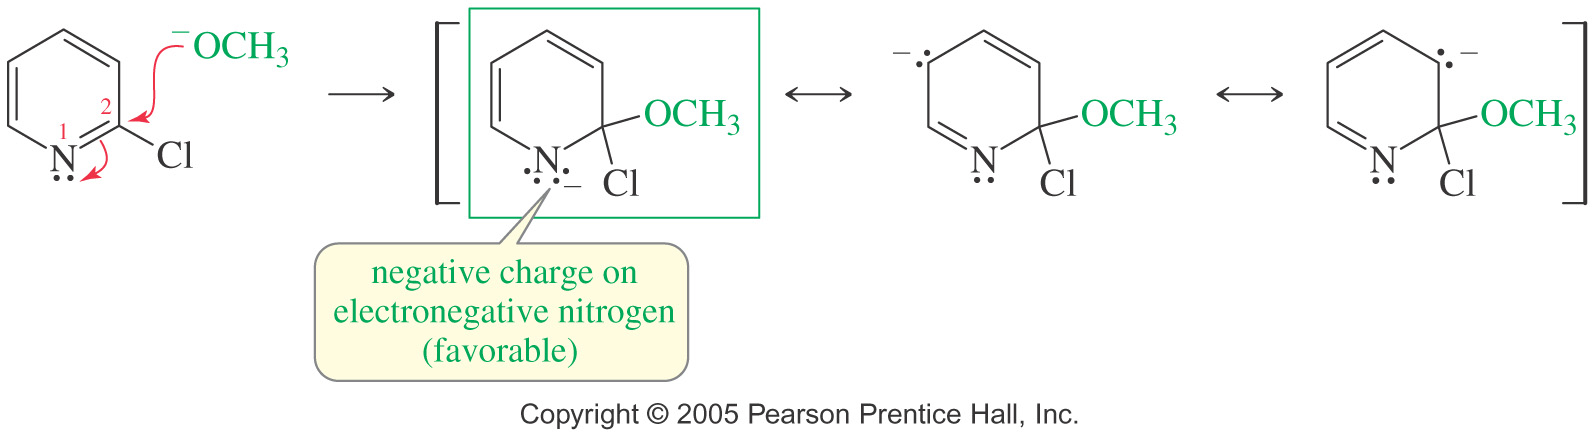 ⁻OCH₃
2
1
N
Cl
OCH₃
N
Cl
−
OCH₃
N
Cl
−
OCH₃
N
Cl
−
negative charge on
electronegative nitrogen
(favorable)
Copyright © 2005 Pearson Prentice Hall, Inc.